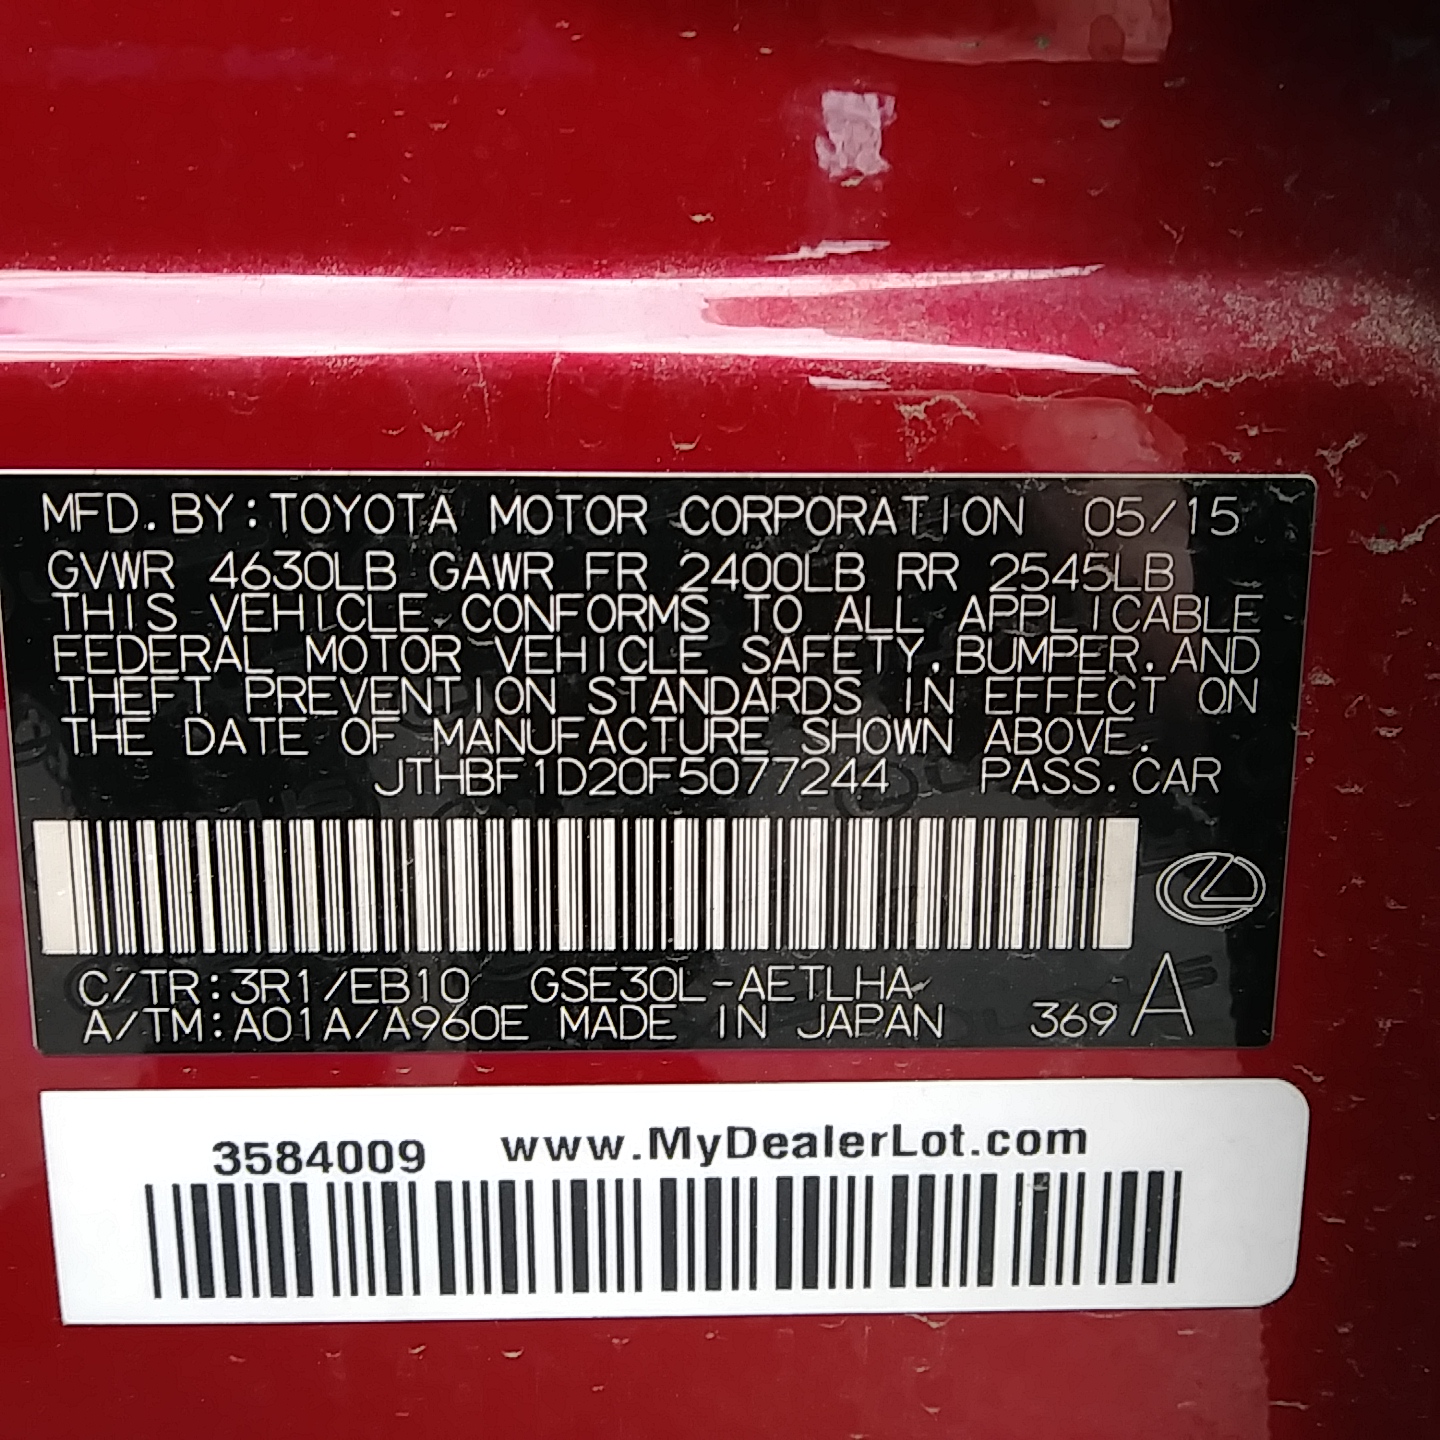 MFD. BY: TOYOTA MOTOR CORPORATION 05/15
GVWR 4630LB GAWR FR 2400LB RR 2545LB
THIS VEHICLE CONFORMS TO ALL APPLICABLE
FEDERAL MOTOR VEHICLE SAFETY, BUMPER, AND
THEFT PREVENTION STANDARDS IN EFFECT ON
THE DATE OF MANUFACTURE SHOWN ABOVE.
JTHBF1D20F5077244 PASS. CAR
C/TR: 3R1/EB10 GSE30L-AETLHA
A/TM: A01A/A960E MADE IN JAPAN 369 A
3584009 www.MyDealerLot.com